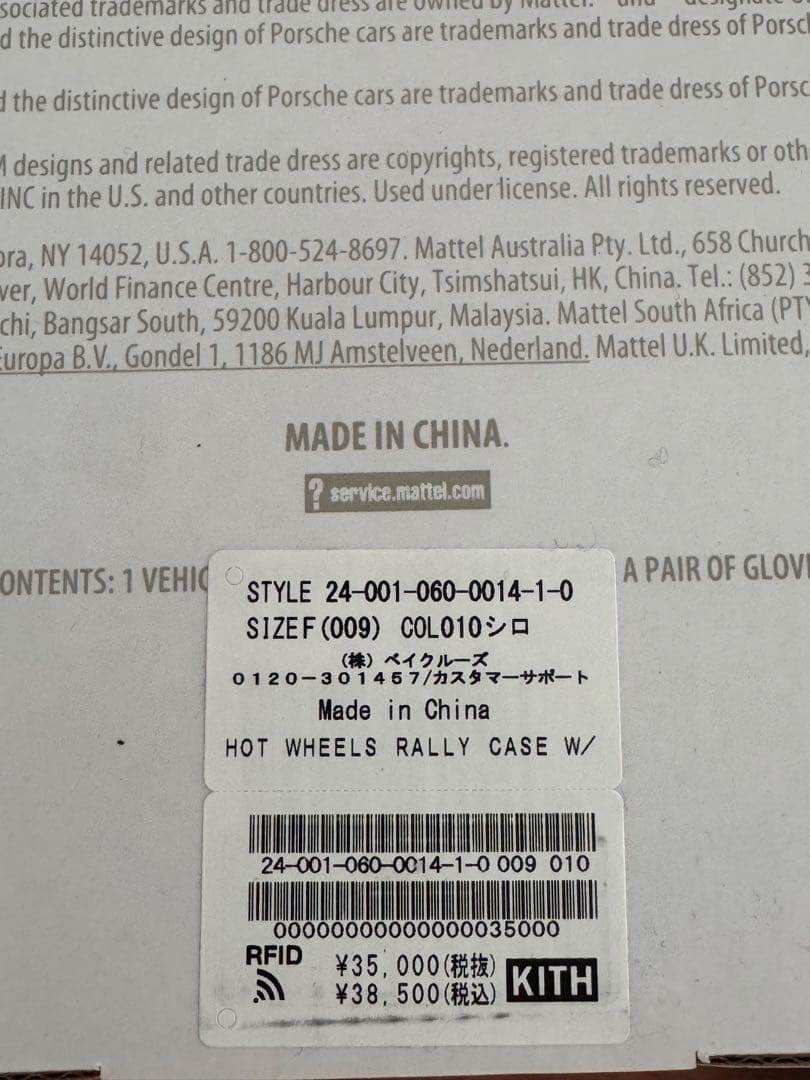 sociated trademarks and trade dress are owned by Mattel. and designate
d the distinctive design of Porsche cars are trademarks and trade dress of Porsc
d the distinctive design of Porsche cars are trademarks and trade dress of Porsc
M designs and related trade dress are copyrights, registered trademarks or oth
INC in the U.S. and other countries. Used under license. All rights reserved.
ora, NY 14052, U.S.A. 1-800-524-8697. Mattel Australia Pty. Ltd., 658 Church
wer, World Finance Centre, Harbour City, Tsimshatsui, HK, China. Tel.: (852) 3
chi, Bangsar South, 59200 Kuala Lumpur, Malaysia. Mattel South Africa (PTY
Europa B.V., Gondel 1, 1186 MJ Amstelveen, Nederland. Mattel U.K. Limited,
MADE IN CHINA.
? service.mattel.com
ONTENTS: 1 VEHIC
A PAIR OF GLOV
STYLE 24-001-060-0014-1-0
SIZEF(009) COL010シロ
(株) ベイクルーズ
0120-301457/カスタマーサポート
Made in China
HOT WHEELS RALLY CASE W/
24-001-060-0014-1-0 009 010
00000000000000035000
RFID
¥35,000(税抜)
¥38,500(税込)
KITH